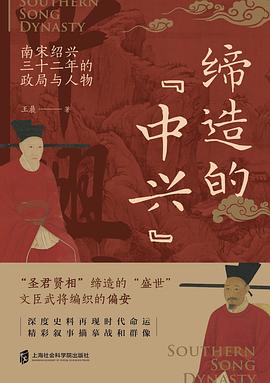 SOUTHERN
SONG
DYNASTY
SOUTHERN
SONG
DYNASTY
南宋绍兴
三十二年的
政局与人物
王晨 著
缔造的
『中兴』
“圣君贤相”缔造的“盛世”
文臣武将编织的偏安
深度史料再现时代命运
精彩叙事描摹战和群像
上海社会科学院出版社
SOUTHERN
SONG
DYNASTY